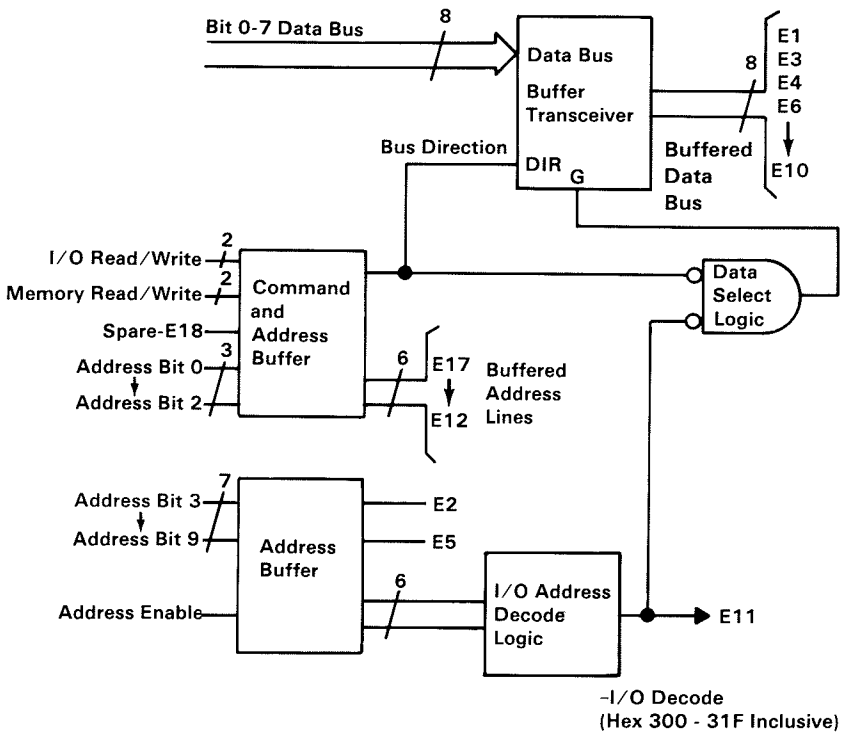 Bit 0-7 Data Bus
8
Data Bus
Buffer
Transceiver
DIR
G
8
E1
E3
E4
E6
E10
Buffered
Data
Bus
Bus Direction
I/O Read/Write
2
Memory Read/Write
2
Spare-E18
Address Bit 0
3
Address Bit 2
Command
and
Address
Buffer
6
E17
E12
Buffered
Address
Lines
Data
Select
Logic
Address Bit 3
7
Address Bit 9
Address Enable
Address
Buffer
E2
E5
6
I/O Address
Decode
Logic
E11
-I/O Decode
(Hex 300 - 31F Inclusive)